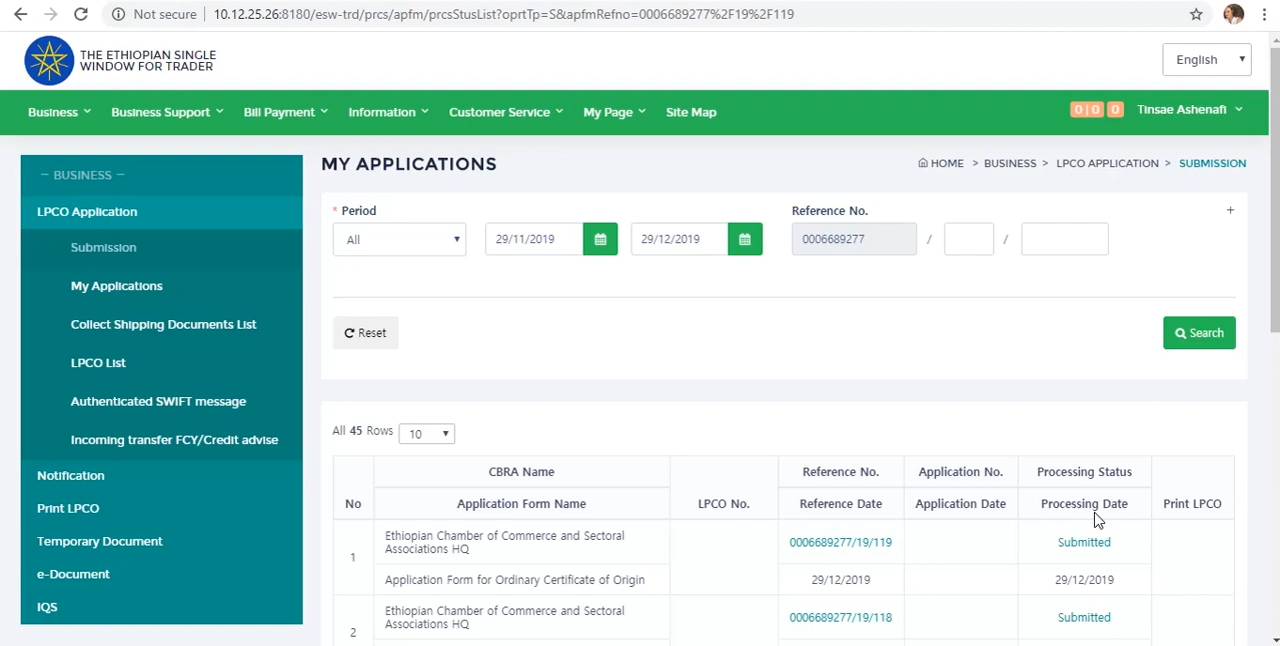 Not secure
10.12.25.26:8180/esw-trd/prcs/apfm/prcsStusList?oprtTp=S&apfmRefno=0006689277%2F19%2F119
THE ETHIOPIAN SINGLE
WINDOW FOR TRADER
English
Business
Business Support
Bill Payment
Information
Customer Service
My Page
Site Map
0|0
0
Tinsae Ashenafi
– BUSINESS –
LPCO Application
Submission
My Applications
Collect Shipping Documents List
LPCO List
Authenticated SWIFT message
Incoming transfer FCY/Credit advise
Notification
Print LPCO
Temporary Document
e-Document
IQS
MY APPLICATIONS
HOME > BUSINESS > LPCO APPLICATION > SUBMISSION
* Period
Reference No.
+
All
29/11/2019
29/12/2019
0006689277 / /
Reset
Search
All 45 Rows
10
No
CBRA Name
Application Form Name
LPCO No.
Reference No.
Reference Date
Application No.
Application Date
Processing Status
Processing Date
Print LPCO
1
Ethiopian Chamber of Commerce and Sectoral
Associations HQ
0006689277/19/119
Submitted
Application Form for Ordinary Certificate of Origin
29/12/2019
29/12/2019
2
Ethiopian Chamber of Commerce and Sectoral
Associations HQ
0006689277/19/118
Submitted